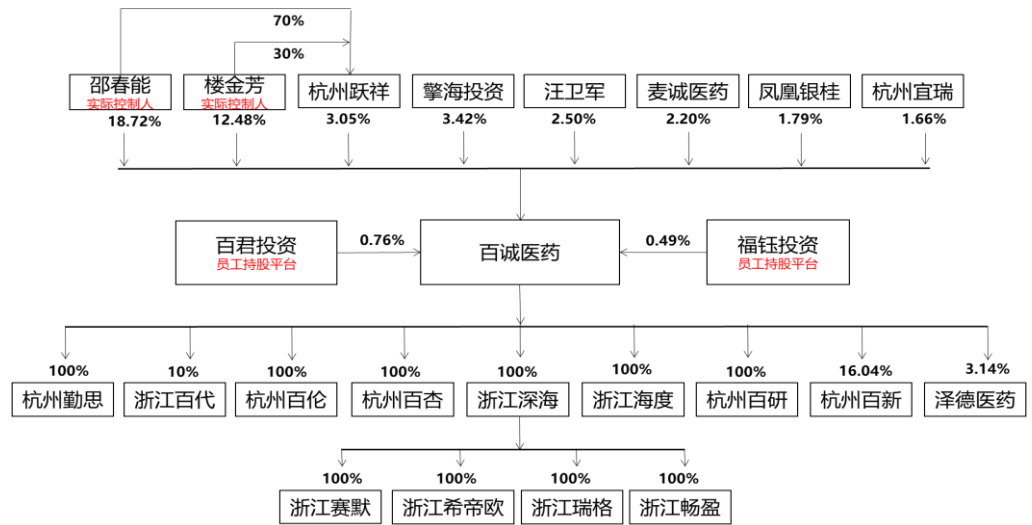 70%
30%
邵春能 楼金芳 杭州跃祥 擎海投资 汪卫军 麦诚医药 凤凰银桂 杭州宜瑞
实际控制人 实际控制人
18.72% 12.48% 3.05% 3.42% 2.50% 2.20% 1.79% 1.66%
百君投资 0.76% 百诚医药 0.49% 福钰投资
员工持股平台 员工持股平台
100% 10% 100% 100% 100% 100% 100% 16.04% 3.14%
杭州勤思 浙江百代 杭州百伦 杭州百杏 浙江深海 浙江海度 杭州百研 杭州百新 泽德医药
100% 100% 100% 100%
浙江赛默 浙江希帝欧 浙江瑞格 浙江畅盈